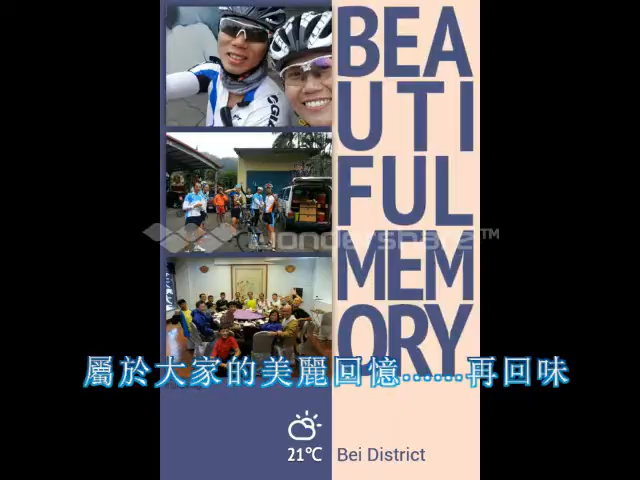 BEA
UTI
FUL
MEM
ORY
wondershare™
屬於大家的美麗回憶......再回味
21℃
Bei District